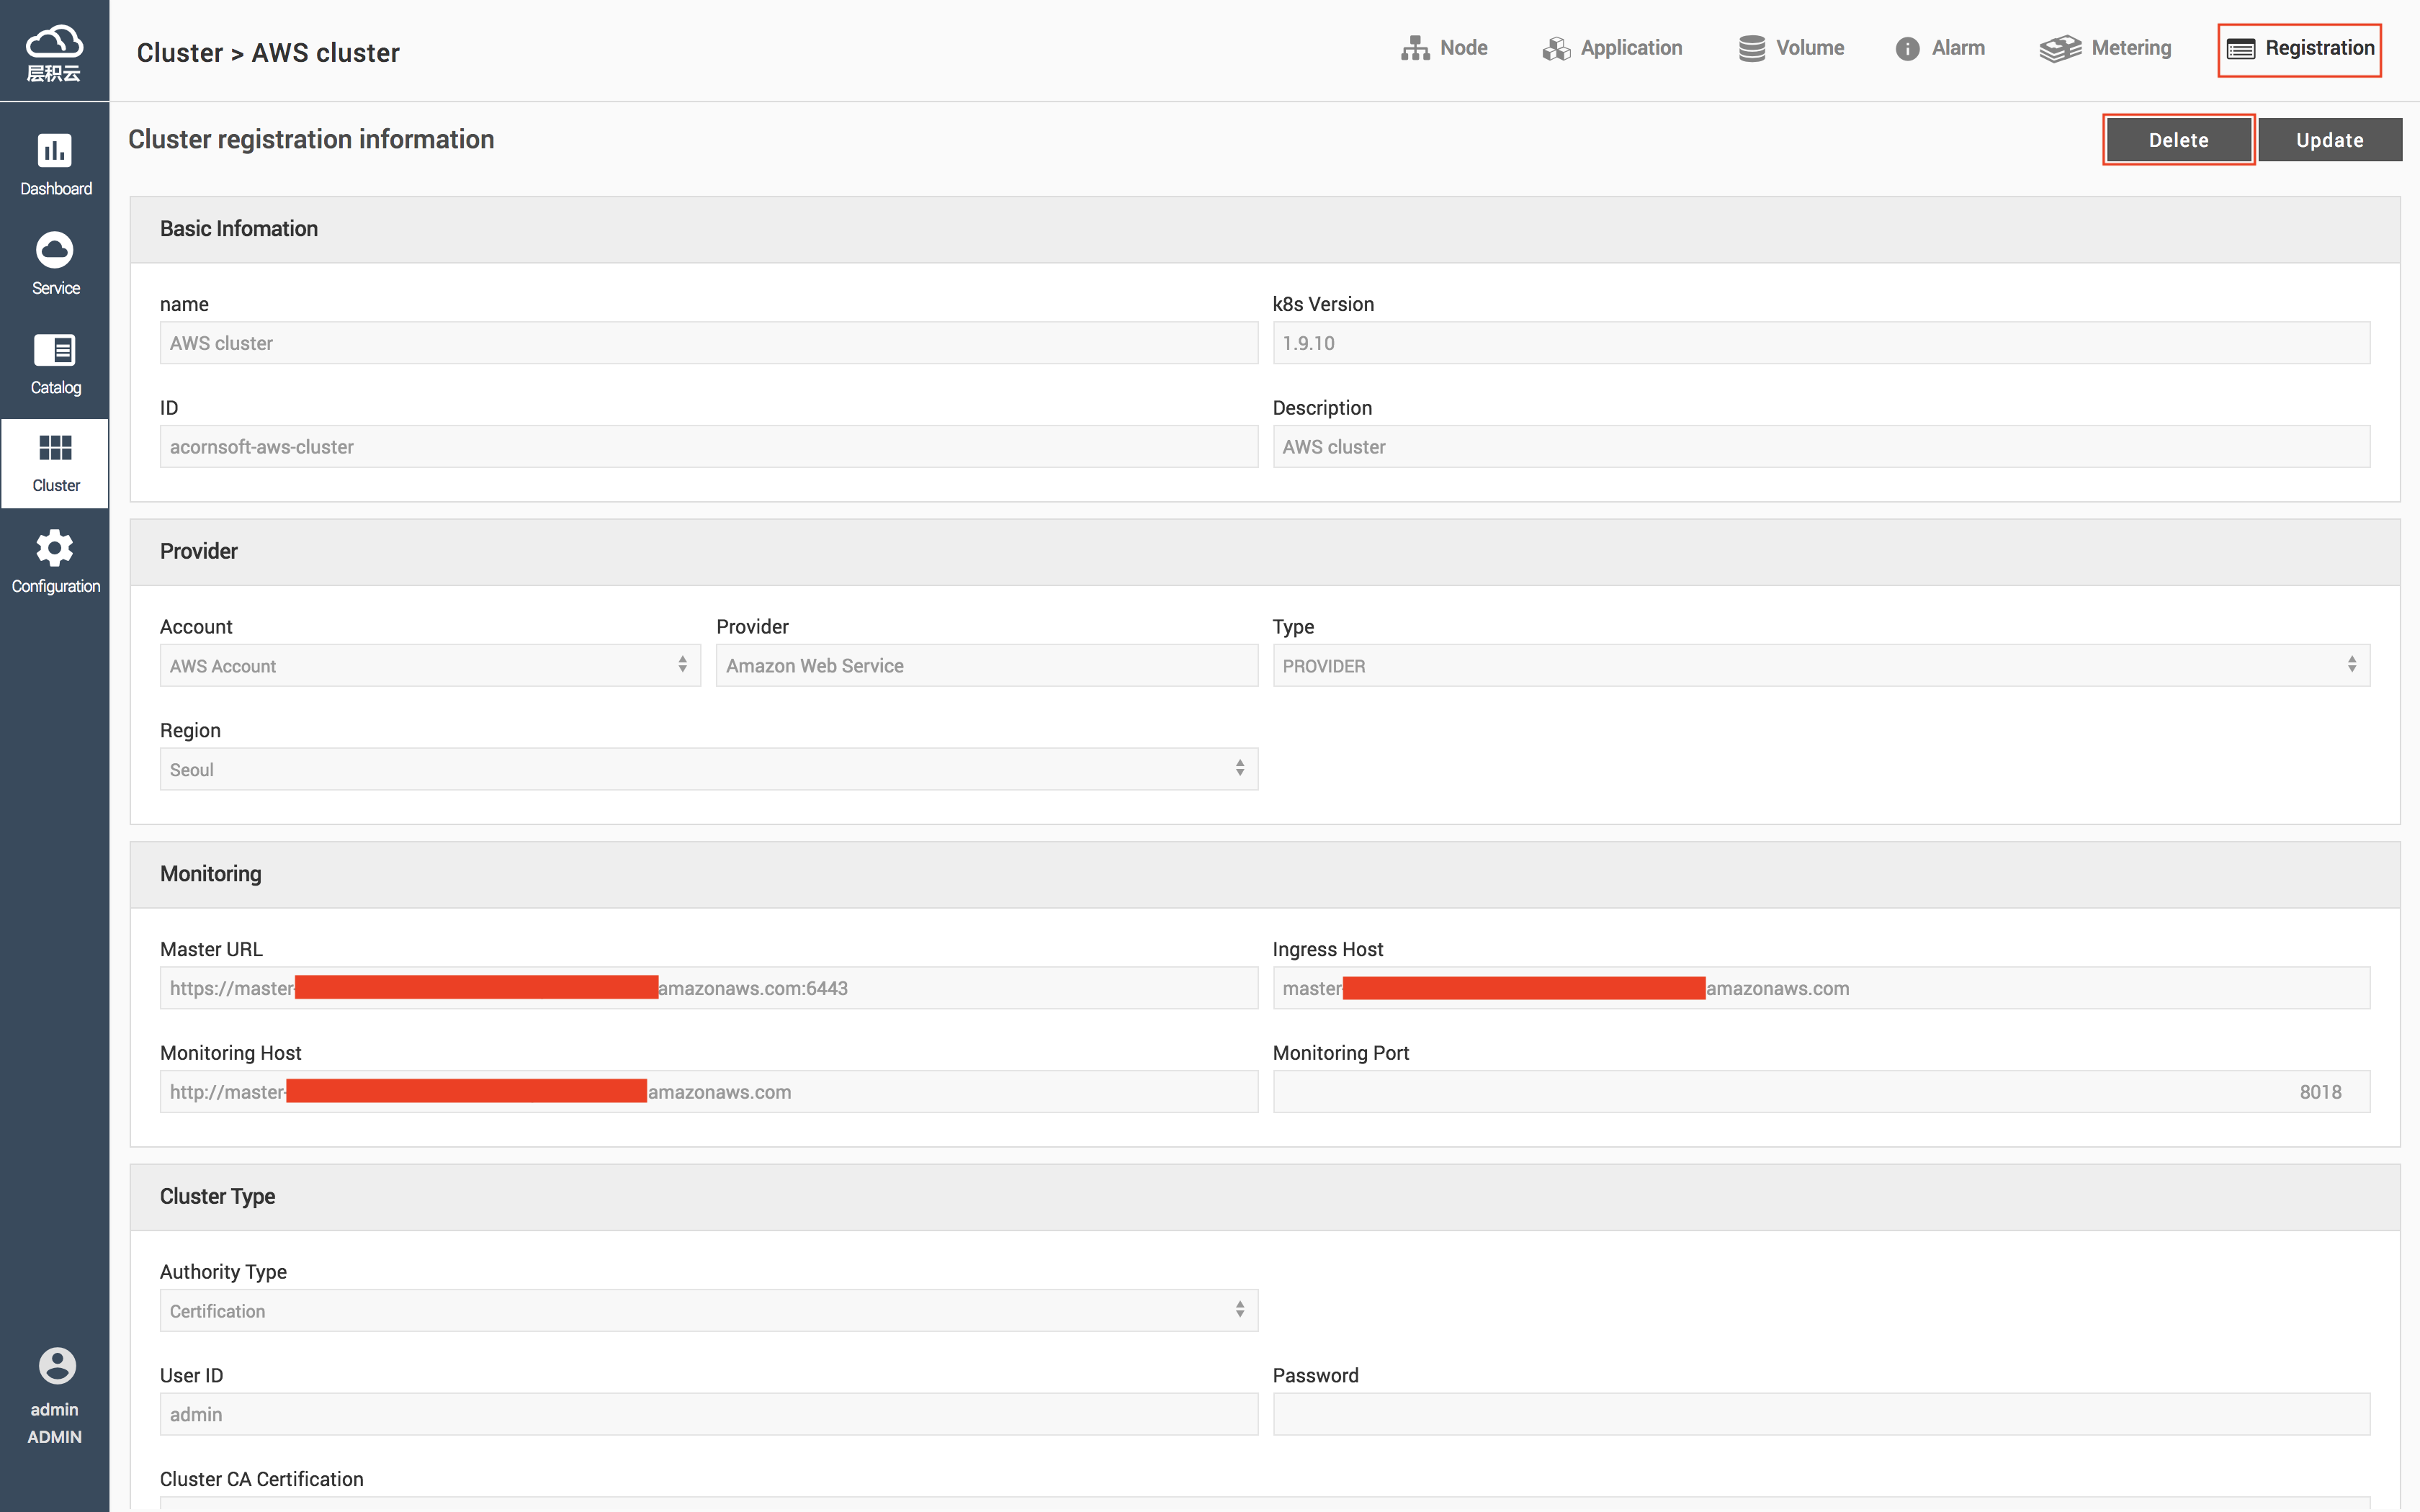 层积云
Cluster > AWS cluster
Node
Application
Volume
Alarm
Metering
Registration
Dashboard
Service
Catalog
Cluster
Configuration
admin
ADMIN
Cluster registration information
Delete
Update
Basic Infomation
name
k8s Version
AWS cluster
1.9.10
ID
Description
acornsoft-aws-cluster
AWS cluster
Provider
Account
Provider
Type
AWS Account
Amazon Web Service
PROVIDER
Region
Seoul
Monitoring
Master URL
Ingress Host
https://master-
amazonaws.com:6443
master-
amazonaws.com
Monitoring Host
Monitoring Port
http://master-
amazonaws.com
8018
Cluster Type
Authority Type
Certification
User ID
Password
admin
Cluster CA Certification